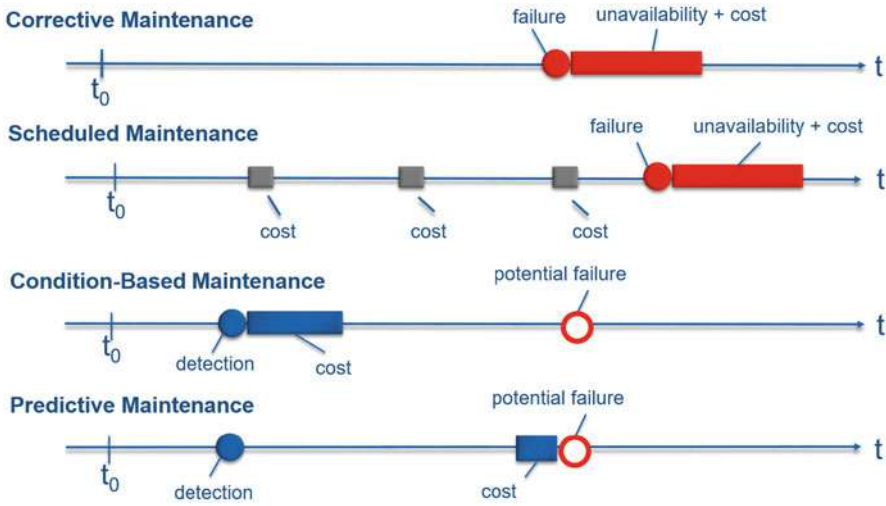 Corrective Maintenance
failure
unavailability + cost
t
t0
Scheduled Maintenance
failure
unavailability + cost
t
t0
cost
cost
cost
Condition-Based Maintenance
potential failure
t
t0
detection
cost
Predictive Maintenance
potential failure
t
t0
detection
cost